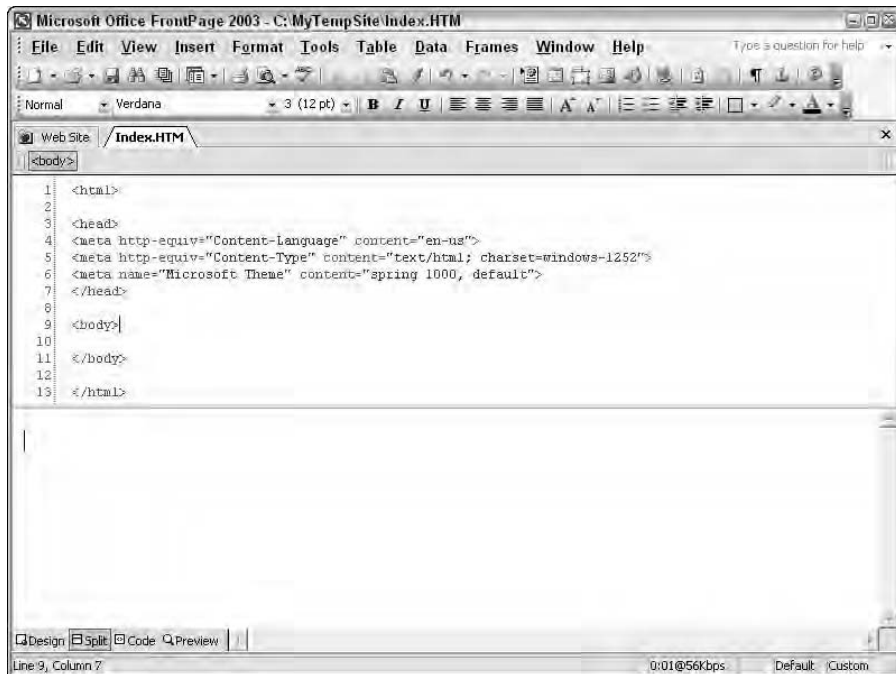 Microsoft Office FrontPage 2003 - C:\MyTempSite\Index.HTM
File Edit View Insert Format Tools Table Data Frames Window Help Type a question for help
Normal Verdana 3 (12 pt) B I U A A A
Web Site Index.HTM
<body>
1 <html>
2
3 <head>
4 <meta http-equiv="Content-Language" content="en-us">
5 <meta http-equiv="Content-Type" content="text/html; charset=windows-1252">
6 <meta name="Microsoft Theme" content="spring 1000, default">
7 </head>
8
9 <body>
10
11 </body>
12
13 </html>
Design Split Code Preview
Line 9, Column 7 0:01@56Kbps Default Custom